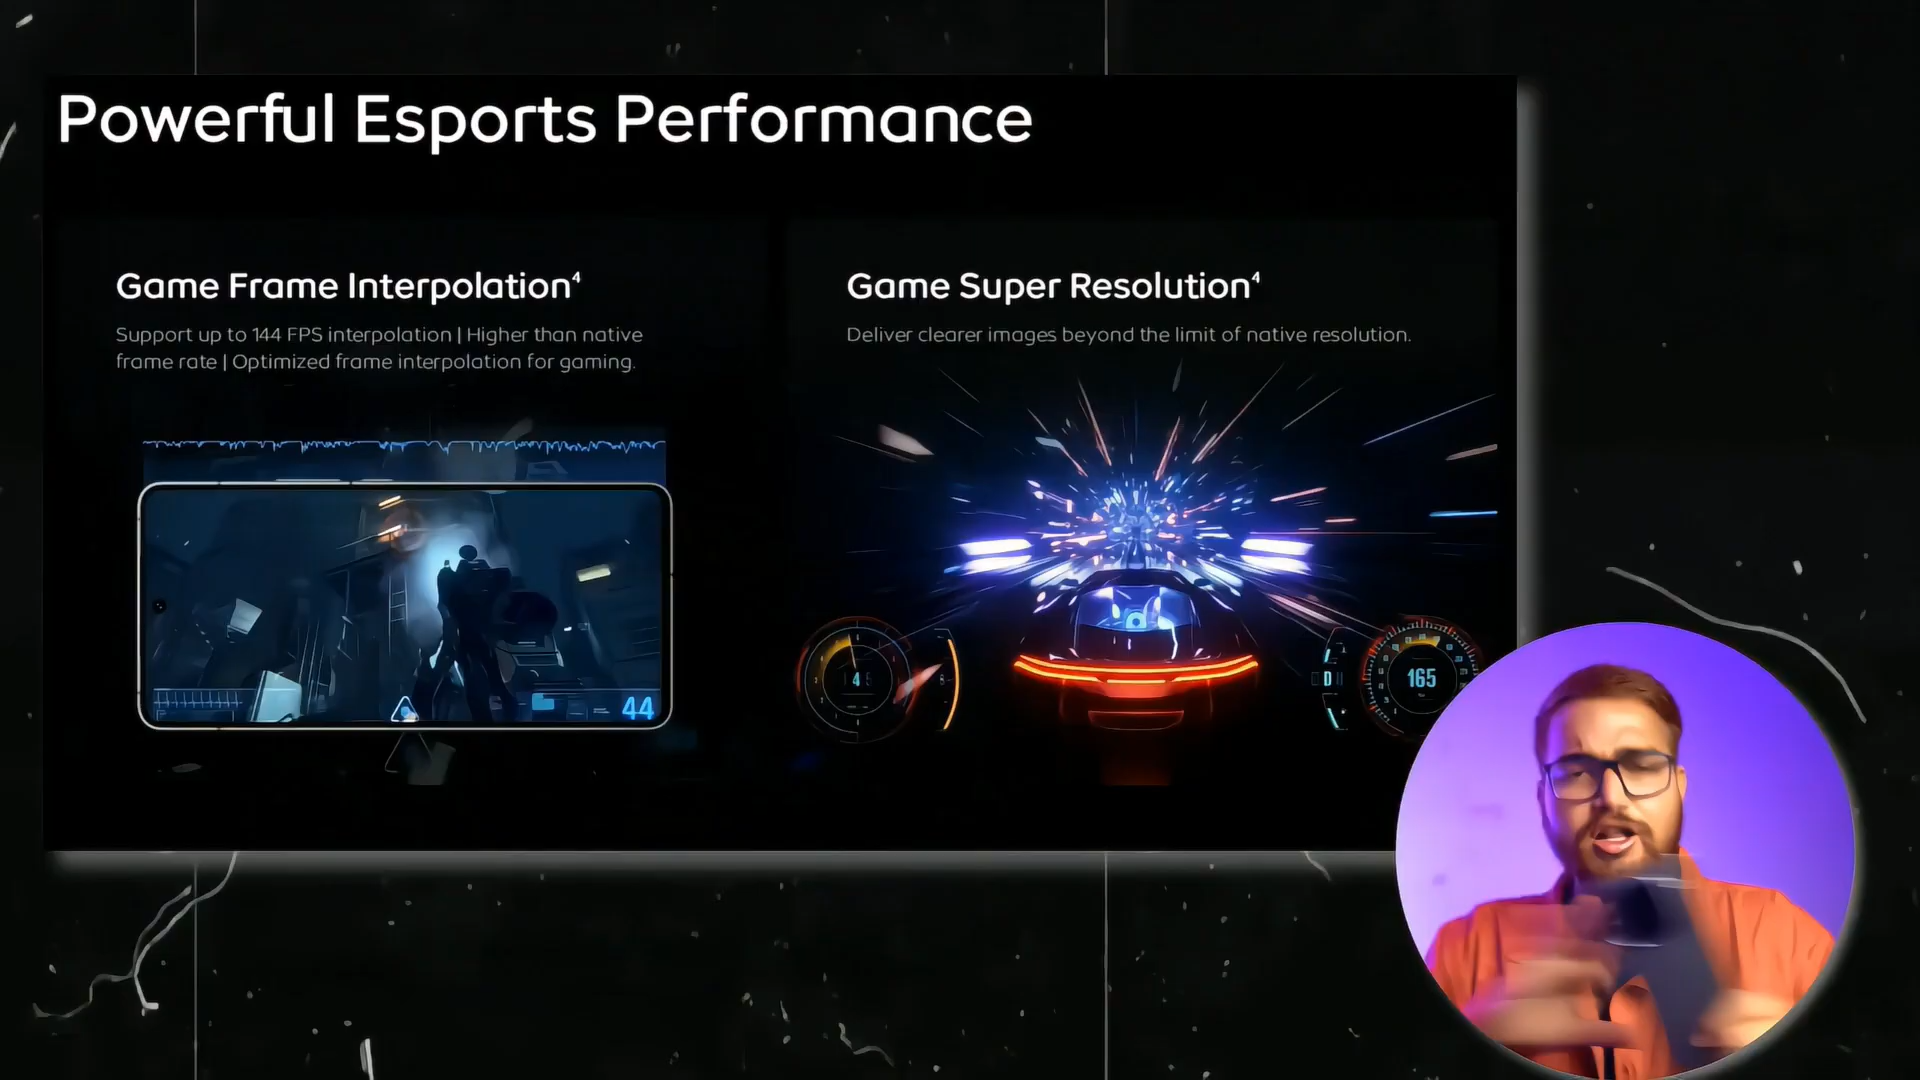 Powerful Esports Performance
Game Frame Interpolation⁴
Support up to 144 FPS interpolation | Higher than native
frame rate | Optimized frame interpolation for gaming.
Game Super Resolution⁴
Deliver clearer images beyond the limit of native resolution.
44
D
165